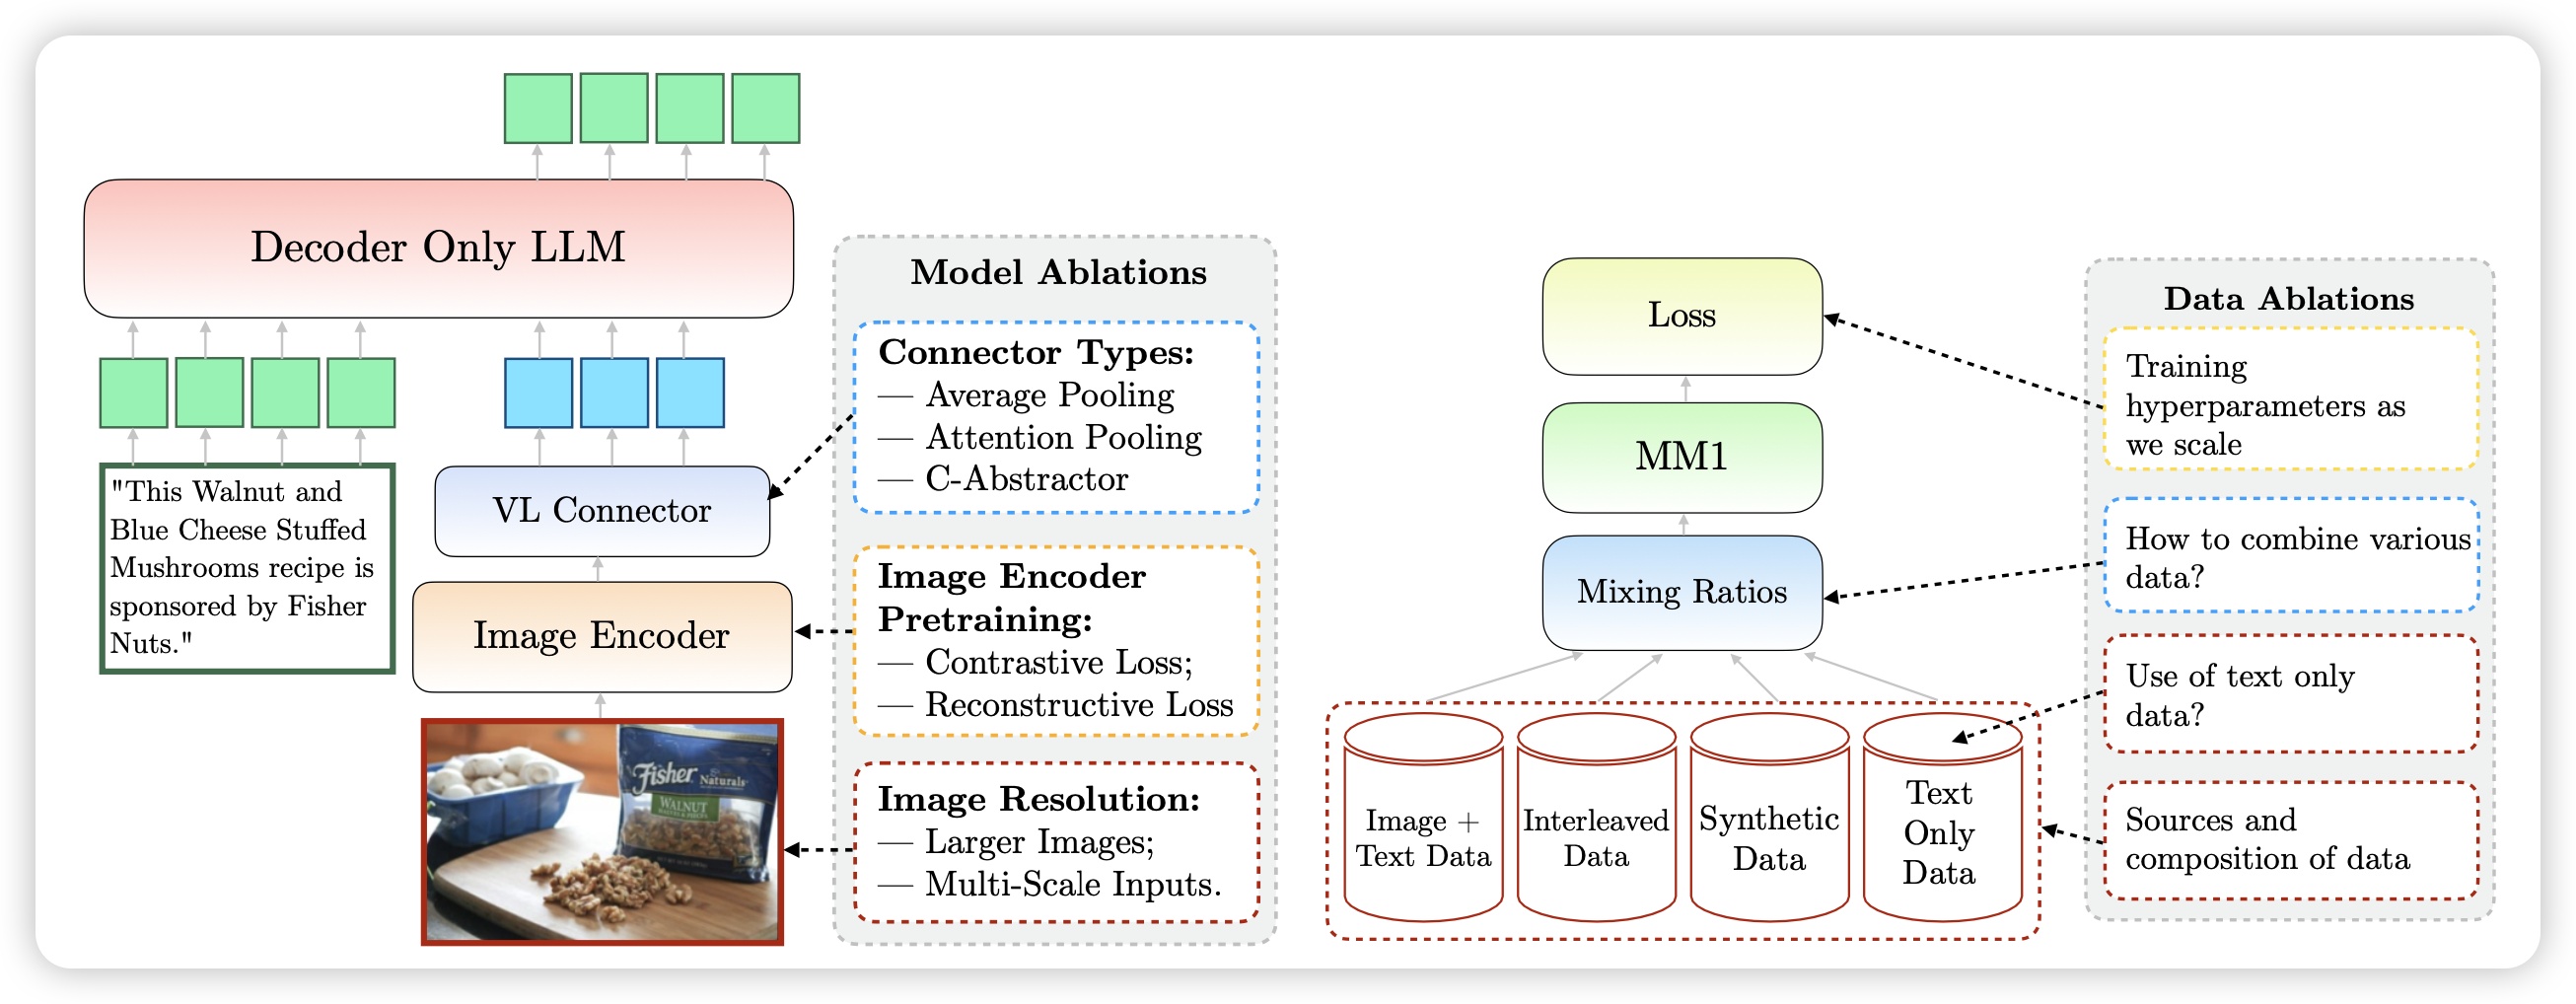 Decoder Only LLM
"This Walnut and
Blue Cheese Stuffed
Mushrooms recipe is
sponsored by Fisher
Nuts."
VL Connector
Image Encoder
Fisher
Naturals
WALNUT
Model Ablations
Connector Types:
— Average Pooling
— Attention Pooling
— C-Abstractor
Image Encoder
Pretraining:
— Contrastive Loss;
— Reconstructive Loss
Image Resolution:
— Larger Images;
— Multi-Scale Inputs.
Loss
MM1
Mixing Ratios
Image +
Text Data
Interleaved
Data
Synthetic
Data
Text
Only
Data
Data Ablations
Training
hyperparameters as
we scale
How to combine various
data?
Use of text only
data?
Sources and
composition of data